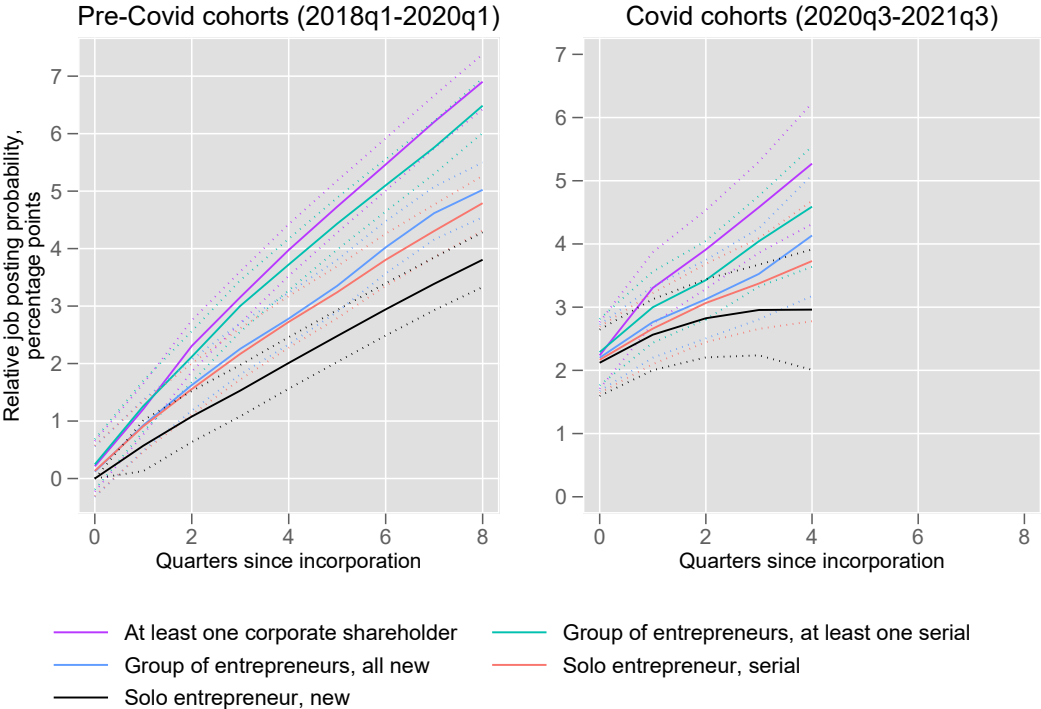 Pre-Covid cohorts (2018q1-2020q1)
Covid cohorts (2020q3-2021q3)
Relative job posting probability,
percentage points
7
6
5
4
3
2
1
0
0 2 4 6 8
Quarters since incorporation
7
6
5
4
3
2
1
0
0 2 4 6 8
Quarters since incorporation
At least one corporate shareholder
Group of entrepreneurs, at least one serial
Group of entrepreneurs, all new
Solo entrepreneur, serial
Solo entrepreneur, new